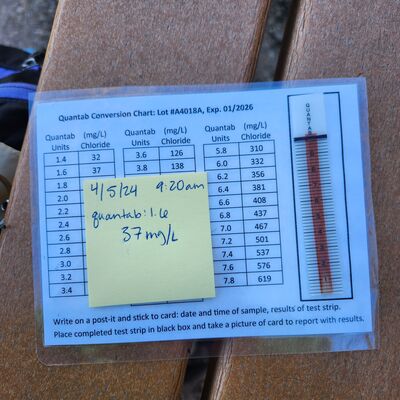 Quantab Conversion Chart: Lot #A4018A, Exp. 01/2026
Quantab Units (mg/L) Chloride Quantab Units (mg/L) Chloride Quantab Units (mg/L) Chloride
1.4 32 3.6 126 5.8 310
1.6 37 3.8 138 6.0 332
1.8 6.2 356
2.0 6.4 381
2.2 6.6 408
2.4 6.8 437
2.6 7.0 467
2.8 7.2 501
3.0 7.4 537
3.2 7.6 576
3.4 7.8 619
4/5/24 9:20am
quantab: 1.6
37 mg/L
QUANTAB
Write on a post-it and stick to card: date and time of sample, results of test strip.
Place completed test strip in black box and take a picture of card to report with results.